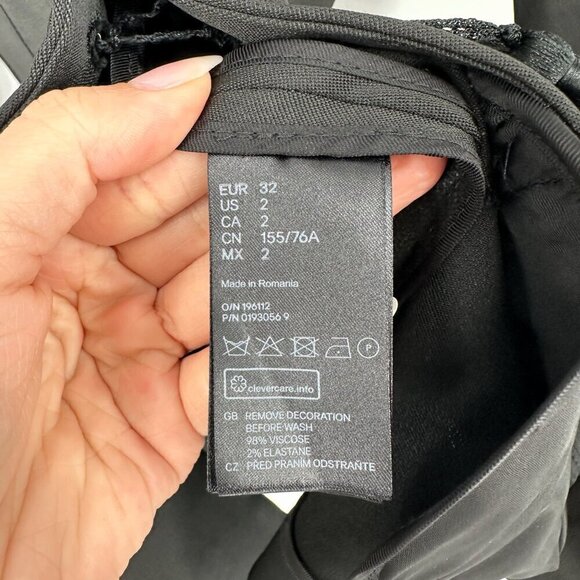 EUR 32
US 2
CA 2
CN 155/76A
MX 2
Made in Romania
O/N 196112
P/N 0193056 9
P
clevercare.info
GB REMOVE DECORATION
BEFORE WASH
98% VISCOSE
2% ELASTANE
CZ PŘED PRANÍM ODSTRAŇTE